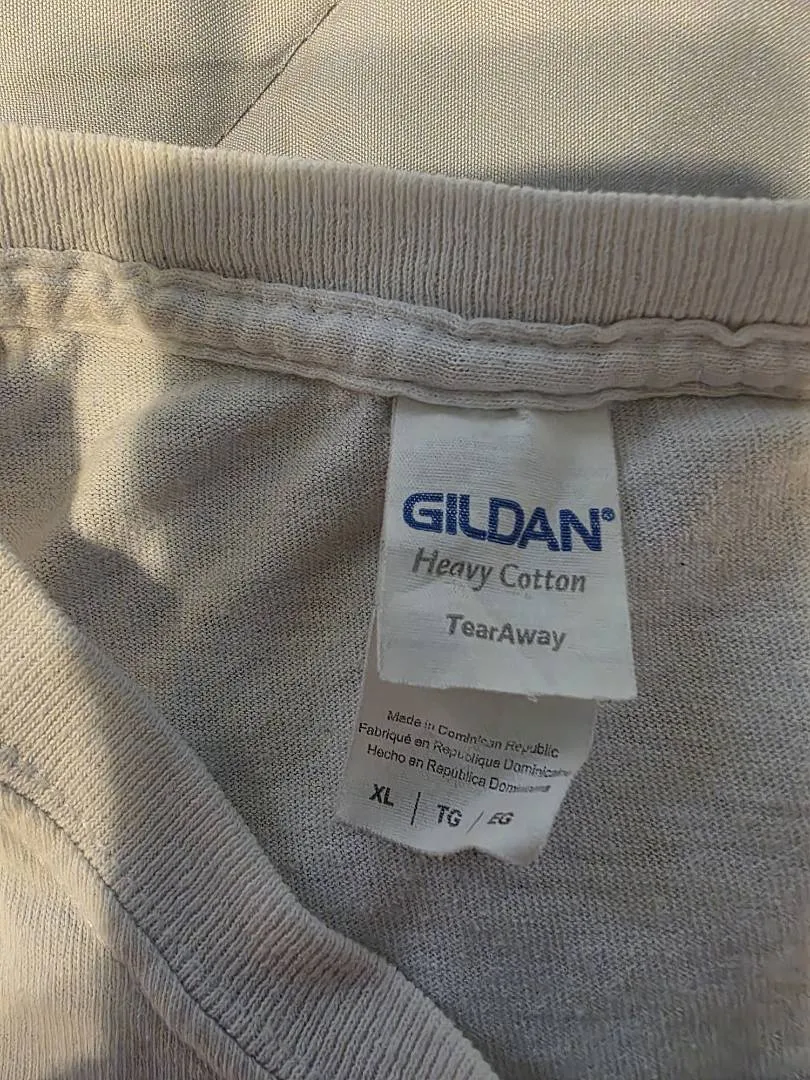 GILDAN®
Heavy Cotton
TearAway
Made in Dominican Republic
Fabriqué en République Dominicaine
Hecho en República Dominicana
XL | TG / EG